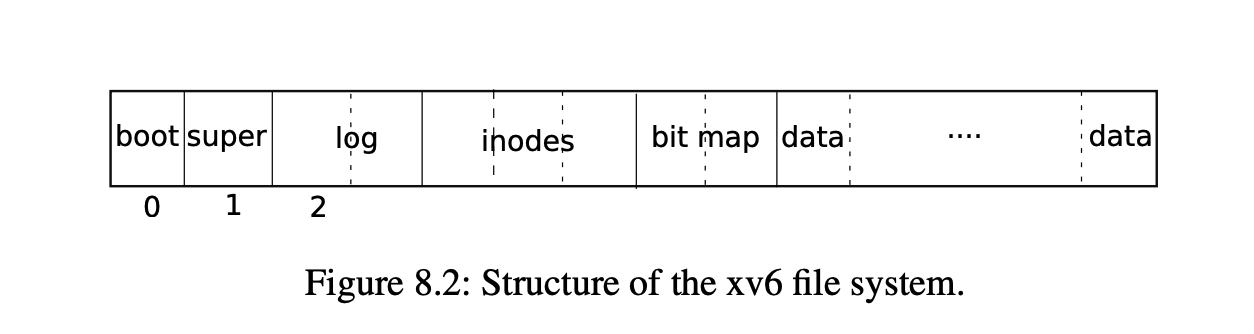 boot super log inodes bit map data .... data
0 1 2
Figure 8.2: Structure of the xv6 file system.